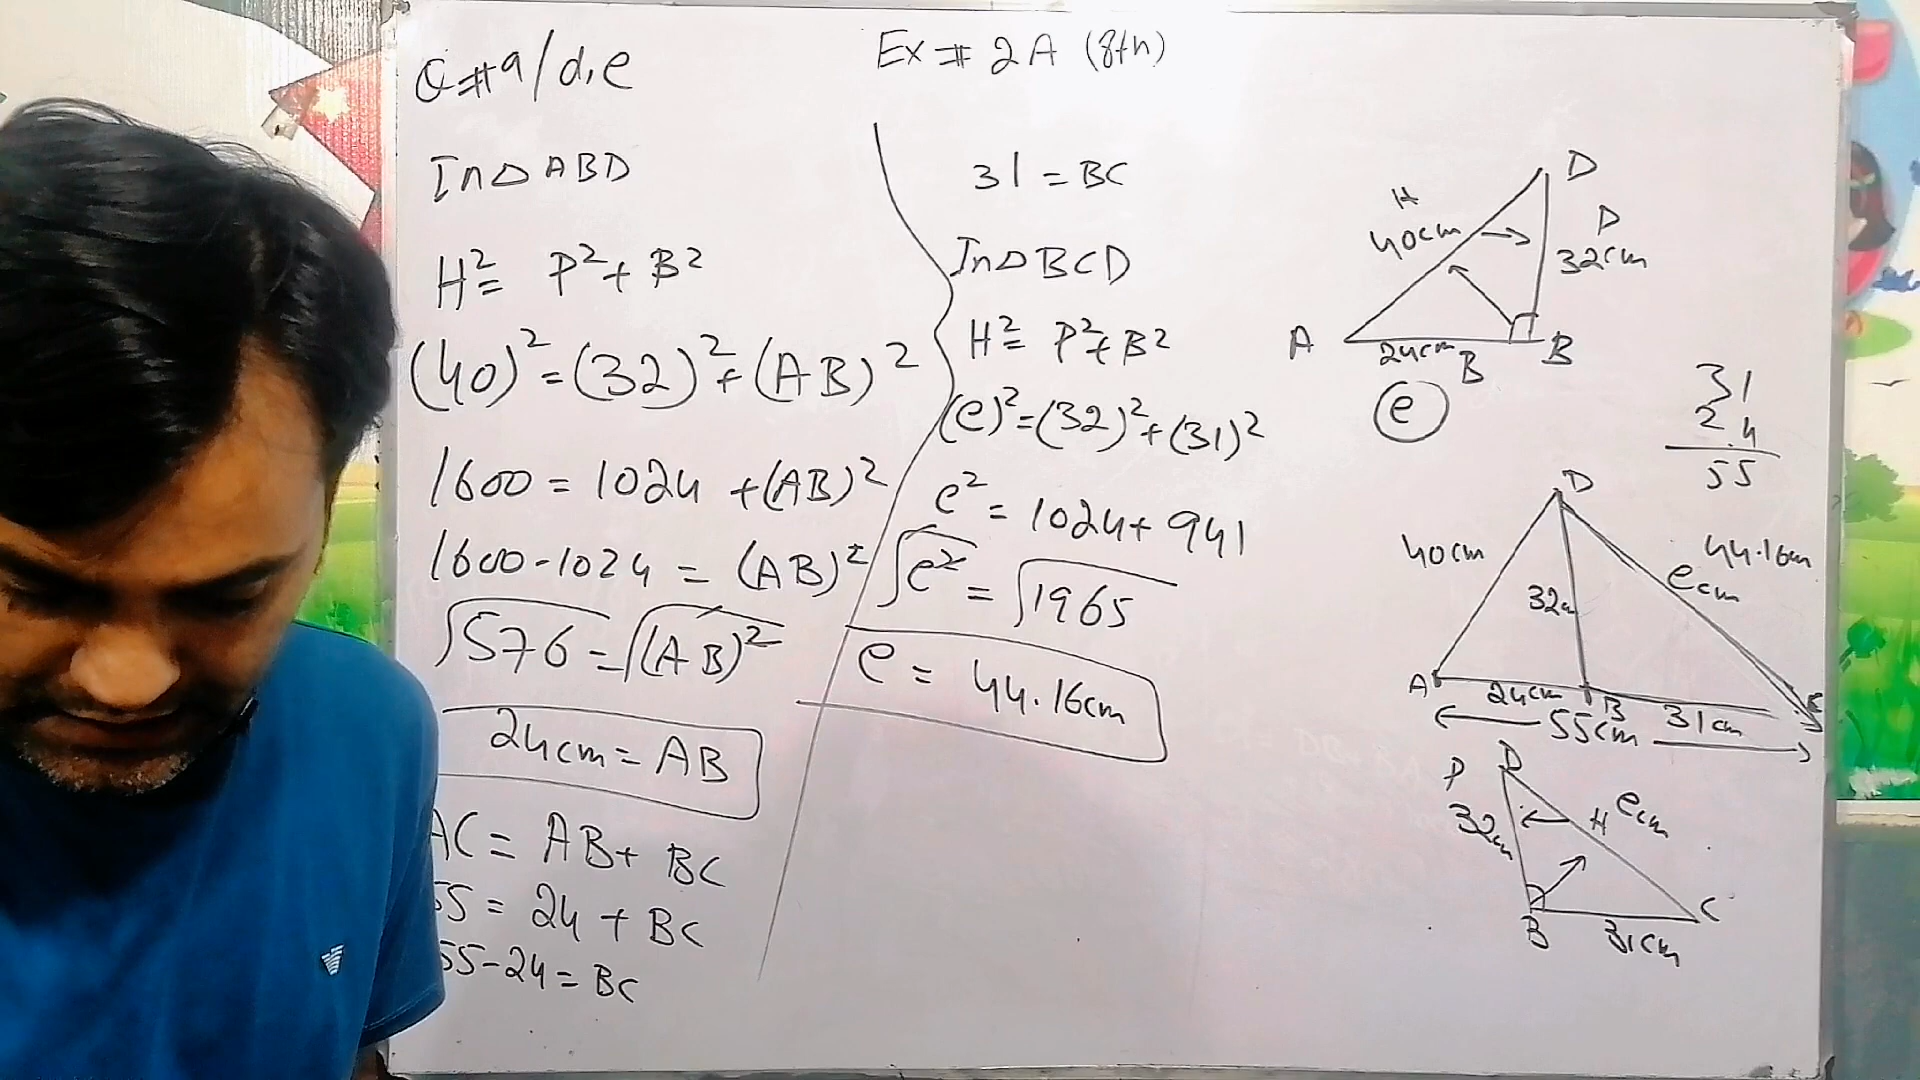 Q#9/d,e
Ex# 2A (8th)
In△ABD
H²= P²+B²
(40)²=(32)²+(AB)²
1600=1024 +(AB)²
1600-1024 = (AB)²
√576=√(AB)²
24cm=AB
AC= AB+ BC
55= 24 + BC
55-24= BC
31=BC
In△BCD
H²= P²+B²
(e)²=(32)²+(31)²
e²= 1024+ 941
√e² = √1965
e= 44.16cm
D
H
40cm
P
32cm
A
24cm
B
B
e
31
24
55
D
40cm
44.16cm
ecm
32cm
A
24cm
B
31cm
55cm
P
D
32cm
H
ecm
B
31cm
C